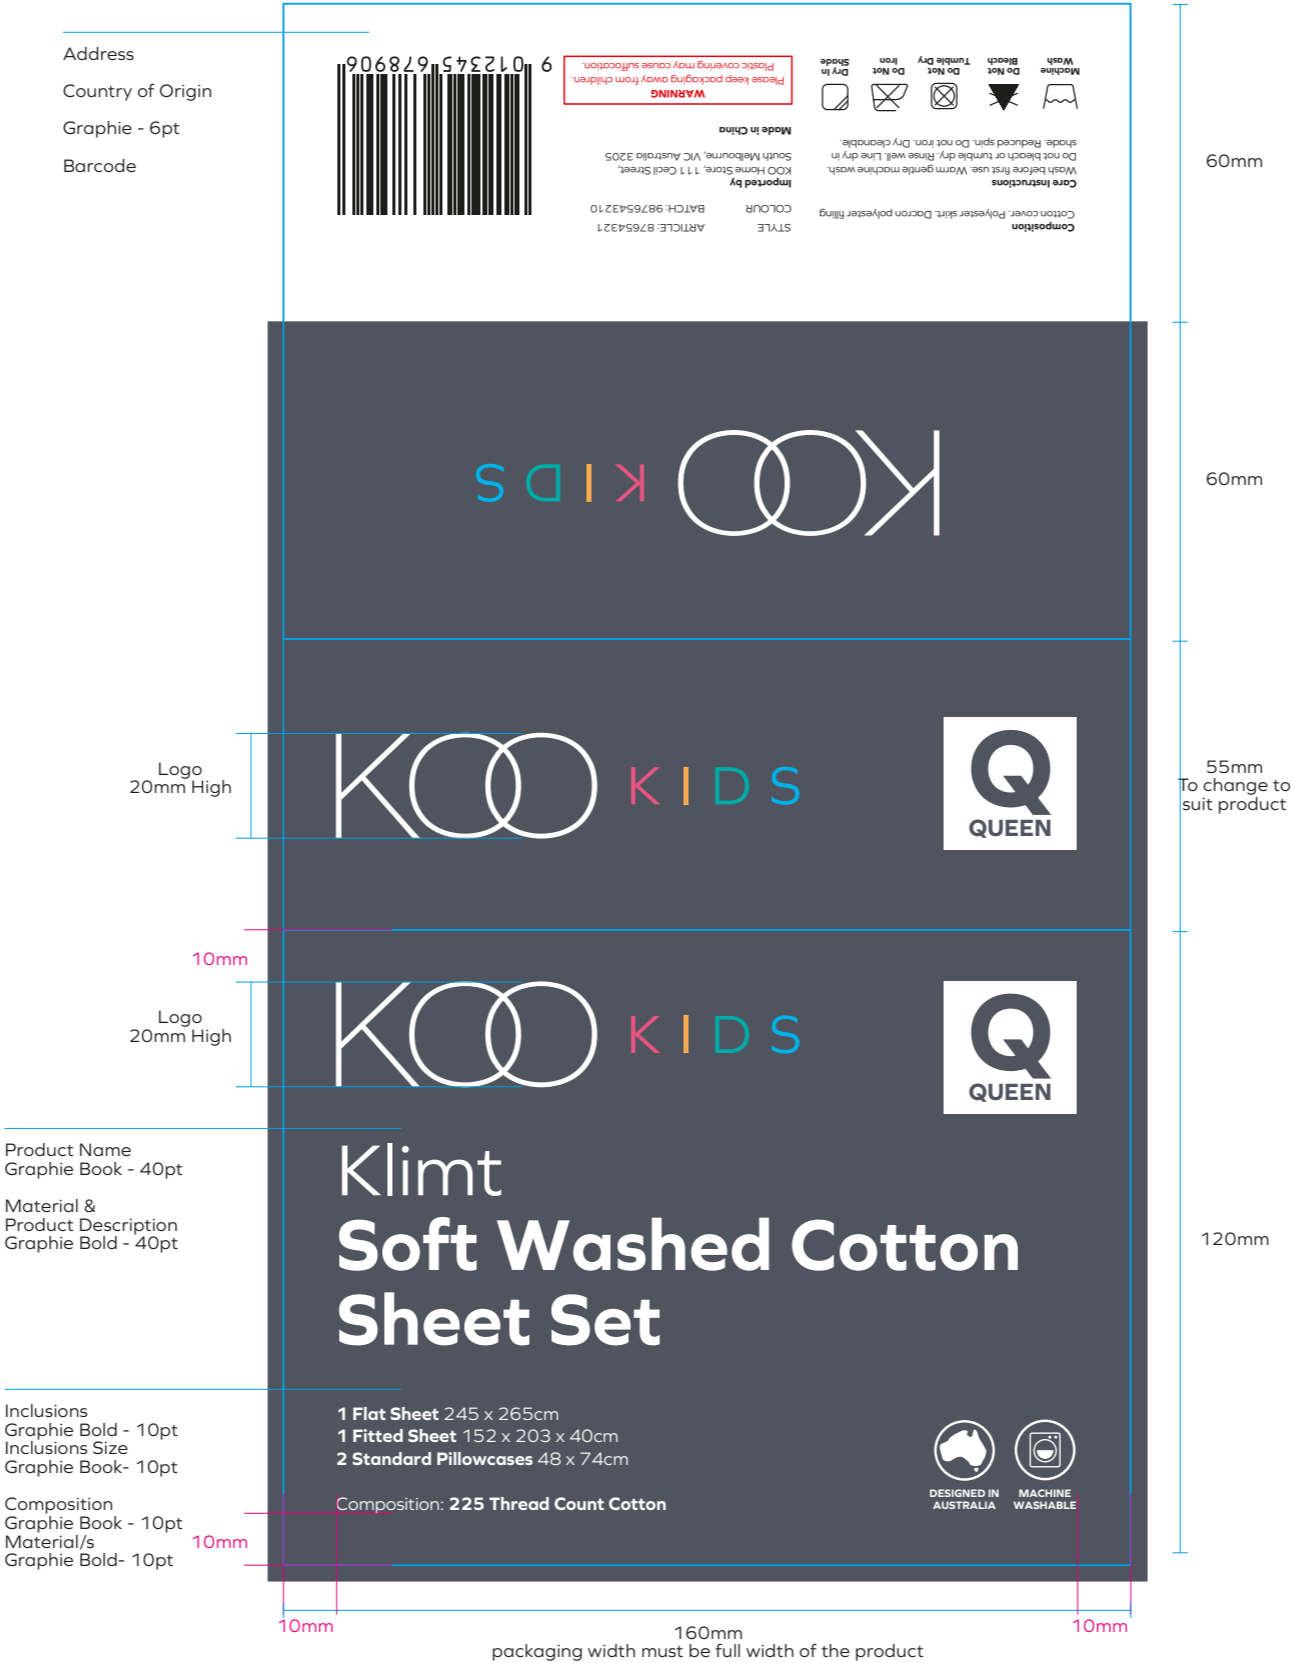 Address
Country of Origin
Graphie - 6pt
Barcode
9 012345 678906
WARNING
Please keep packaging away from children.
Plastic covering may cause suffocation.
Made in China
Imported by
KOO Home Store, 111 Cecil Street,
South Melbourne, VIC Australia 3205
STYLE ARTICLE: 87654321
COLOUR BATCH: 9876543210
Composition
Cotton cover. Polyester skirt. Dacron polyester filling
Care Instructions
Wash before first use. Warm gentle machine wash.
Do not bleach or tumble dry. Rinse well. Line dry in
shade. Reduced spin. Do not iron. Dry cleanable.
Machine
Wash
Do Not
Bleach
Do Not
Tumble Dry
Do Not
Iron
Dry In
Shade
60mm
KOO KIDS
60mm
Logo
20mm High
KOO KIDS
Q
QUEEN
55mm
To change to
suit product
10mm
Logo
20mm High
KOO KIDS
Q
QUEEN
Product Name
Graphie Book - 40pt
Material &
Product Description
Graphie Bold - 40pt
Klimt
Soft Washed Cotton
Sheet Set
120mm
Inclusions
Graphie Bold - 10pt
Inclusions Size
Graphie Book- 10pt
Composition
Graphie Book - 10pt
Material/s
Graphie Bold- 10pt
10mm
1 Flat Sheet 245 x 265cm
1 Fitted Sheet 152 x 203 x 40cm
2 Standard Pillowcases 48 x 74cm
Composition: 225 Thread Count Cotton
DESIGNED IN
AUSTRALIA
MACHINE
WASHABLE
10mm
160mm
10mm
packaging width must be full width of the product